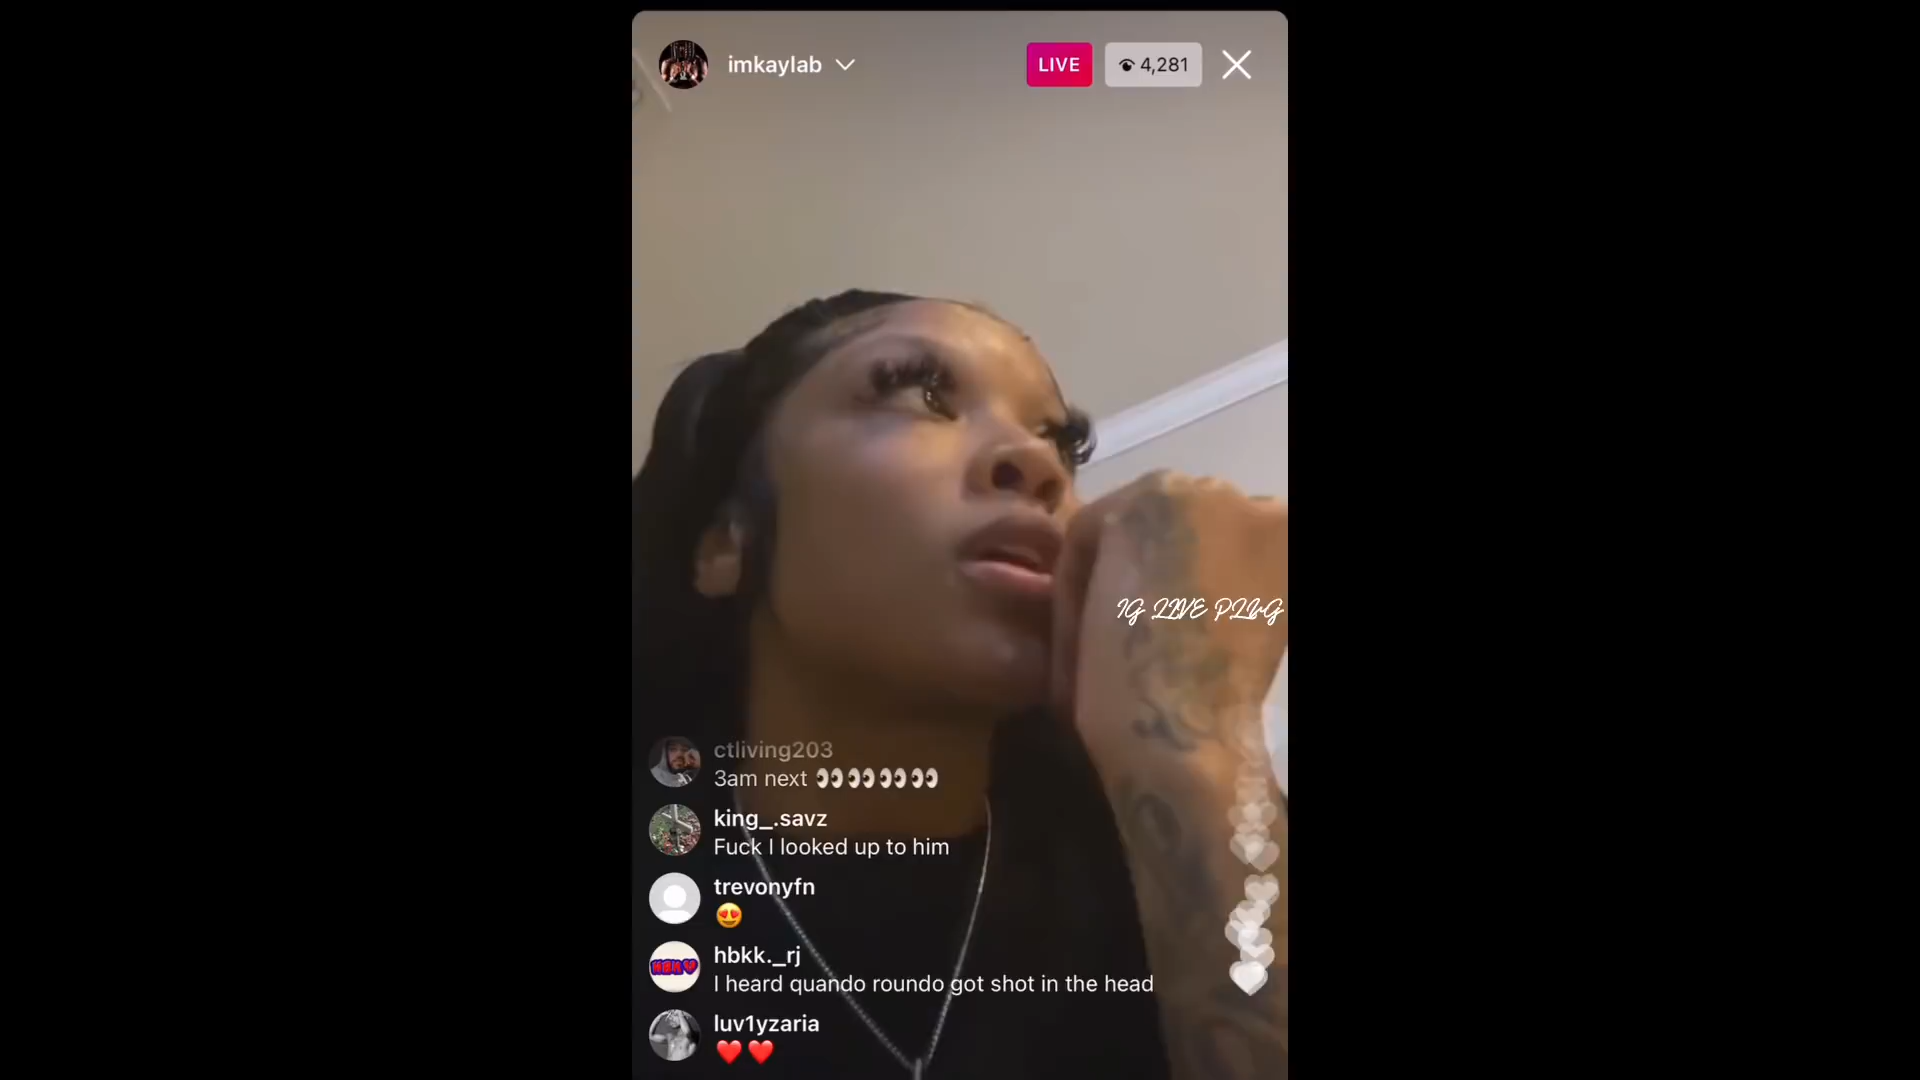 imkaylab
LIVE
4,281
IG LIVE PLUG
ctliving203
3am next 👀👀👀👀
king_.savz
Fuck I looked up to him
trevonyfn
😍
hbkk._rj
I heard quando roundo got shot in the head
luv1yzaria
❤️❤️